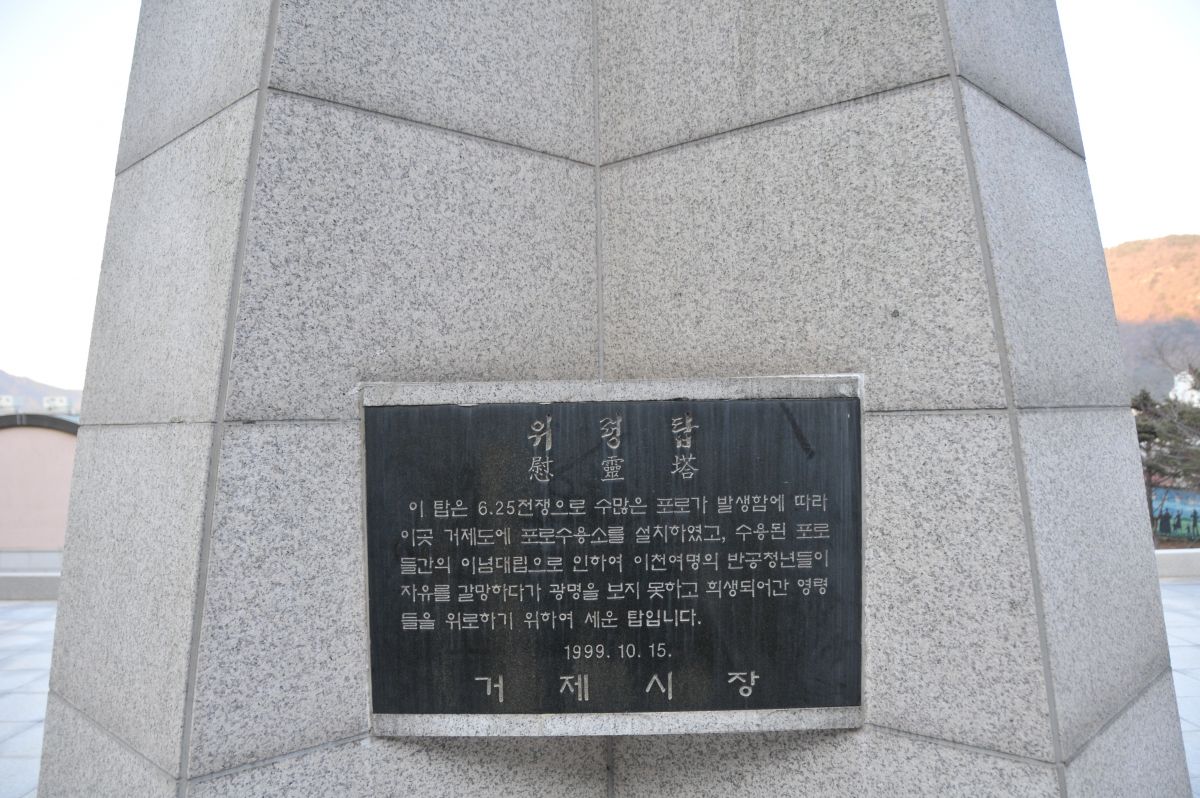 위령탑
慰靈塔
이 탑은 6.25전쟁으로 수많은 포로가 발생함에 따라
이곳 거제도에 포로수용소를 설치하였고, 수용된 포로
들간의 이념대립으로 인하여 이천여명의 반공청년들이
자유를 갈망하다가 광명을 보지 못하고 희생되어간 영령
들을 위로하기 위하여 세운 탑입니다.
1999. 10. 15.
거제시장